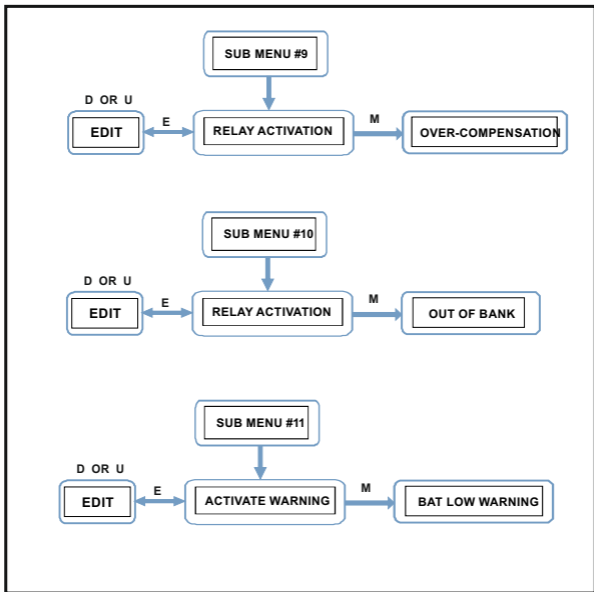 SUB MENU #9
D OR U
E
M
EDIT
RELAY ACTIVATION
OVER-COMPENSATION
SUB MENU #10
D OR U
E
M
EDIT
RELAY ACTIVATION
OUT OF BANK
SUB MENU #11
D OR U
E
M
EDIT
ACTIVATE WARNING
BAT LOW WARNING